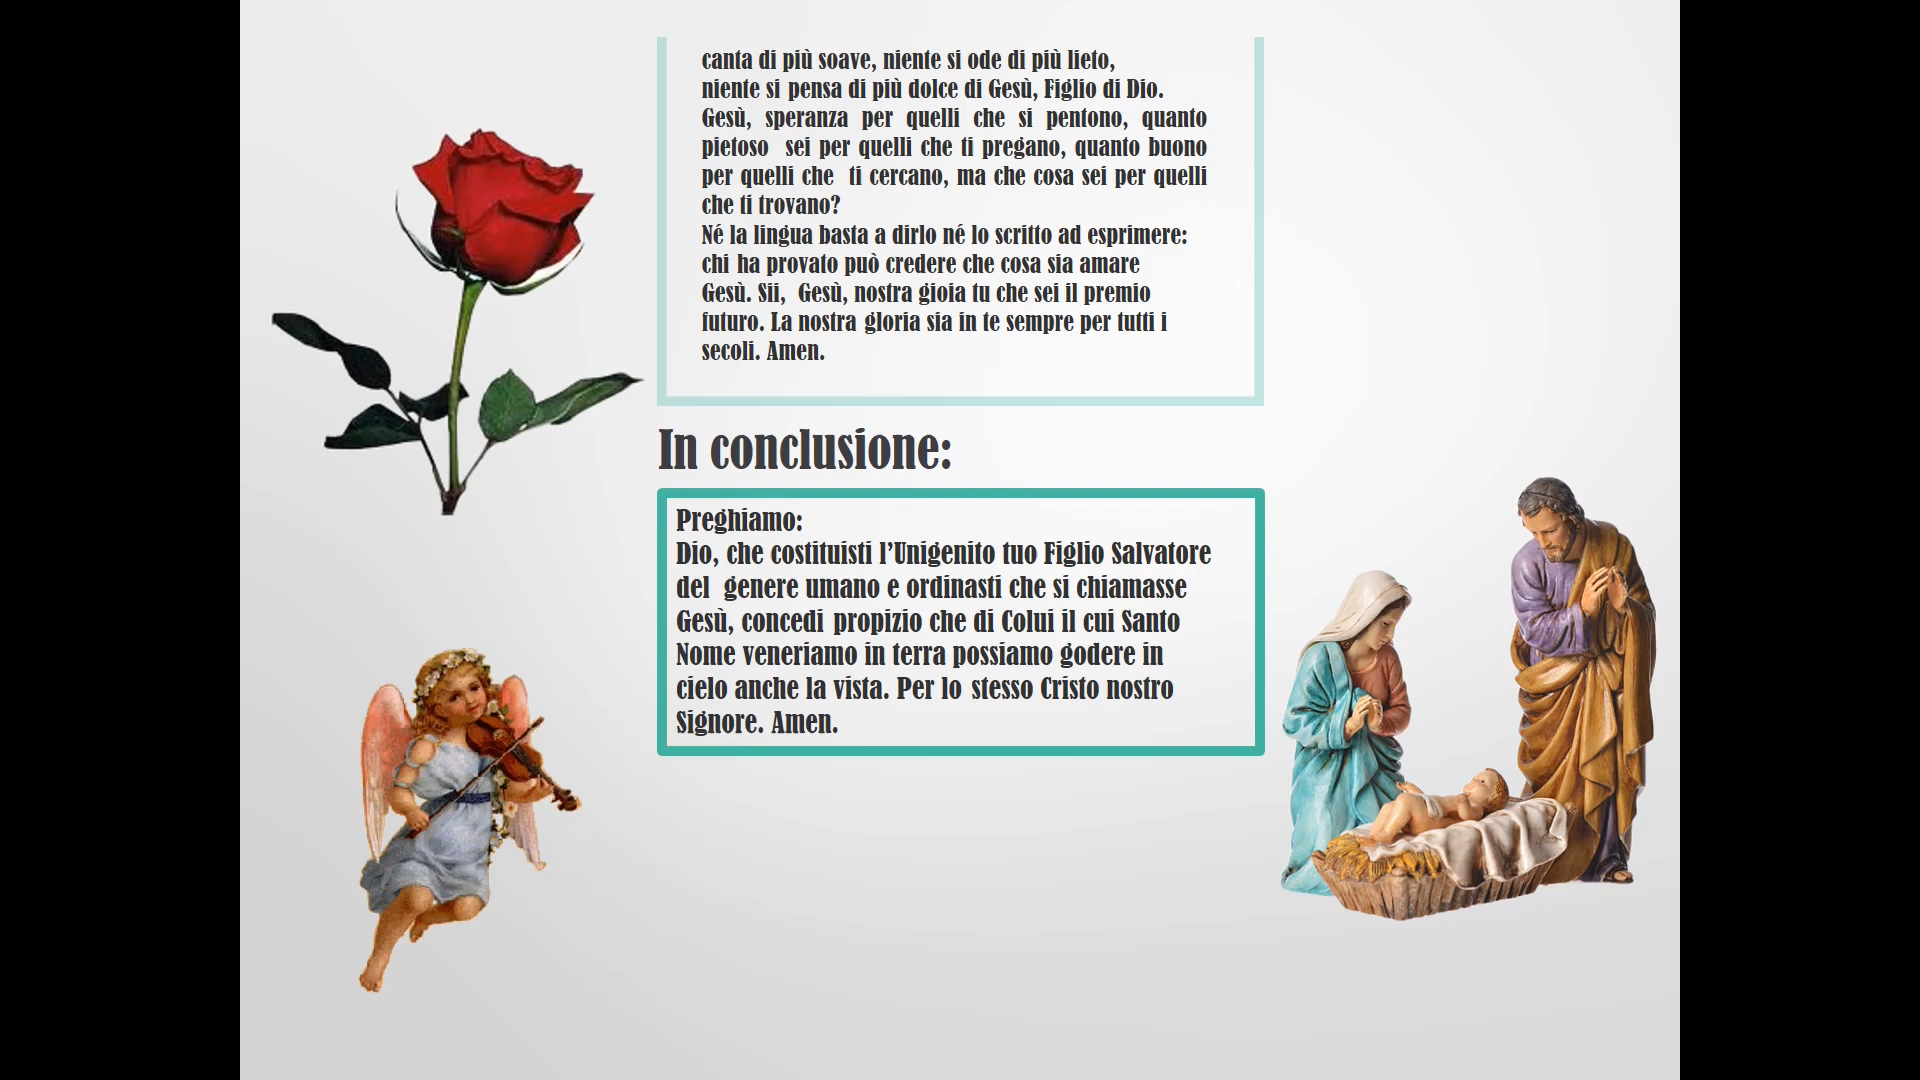 canta di più soave, niente si ode di più lieto,
niente si pensa di più dolce di Gesù, Figlio di Dio.
Gesù, speranza per quelli che si pentono, quanto
pietoso sei per quelli che ti pregano, quanto buono
per quelli che ti cercano, ma che cosa sei per quelli
che ti trovano?
Né la lingua basta a dirlo né lo scritto ad esprimere:
chi ha provato può credere che cosa sia amare
Gesù. Sii, Gesù, nostra gioia tu che sei il premio
futuro. La nostra gloria sia in te sempre per tutti i
secoli. Amen.
In conclusione:
Preghiamo:
Dio, che costituisti l’Unigenito tuo Figlio Salvatore
del genere umano e ordinasti che si chiamasse
Gesù, concedi propizio che di Colui il cui Santo
Nome veneriamo in terra possiamo godere in
cielo anche la vista. Per lo stesso Cristo nostro
Signore. Amen.